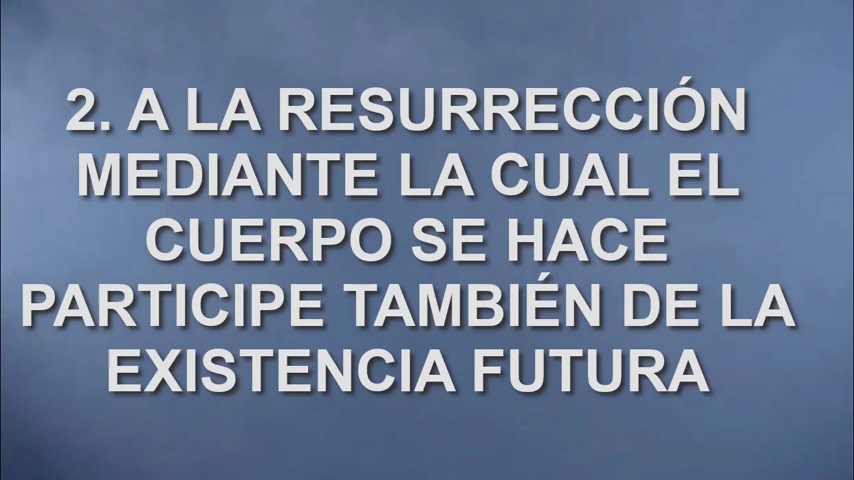 2. A LA RESURRECCIÓN
MEDIANTE LA CUAL EL
CUERPO SE HACE
PARTICIPE TAMBIÉN DE LA
EXISTENCIA FUTURA